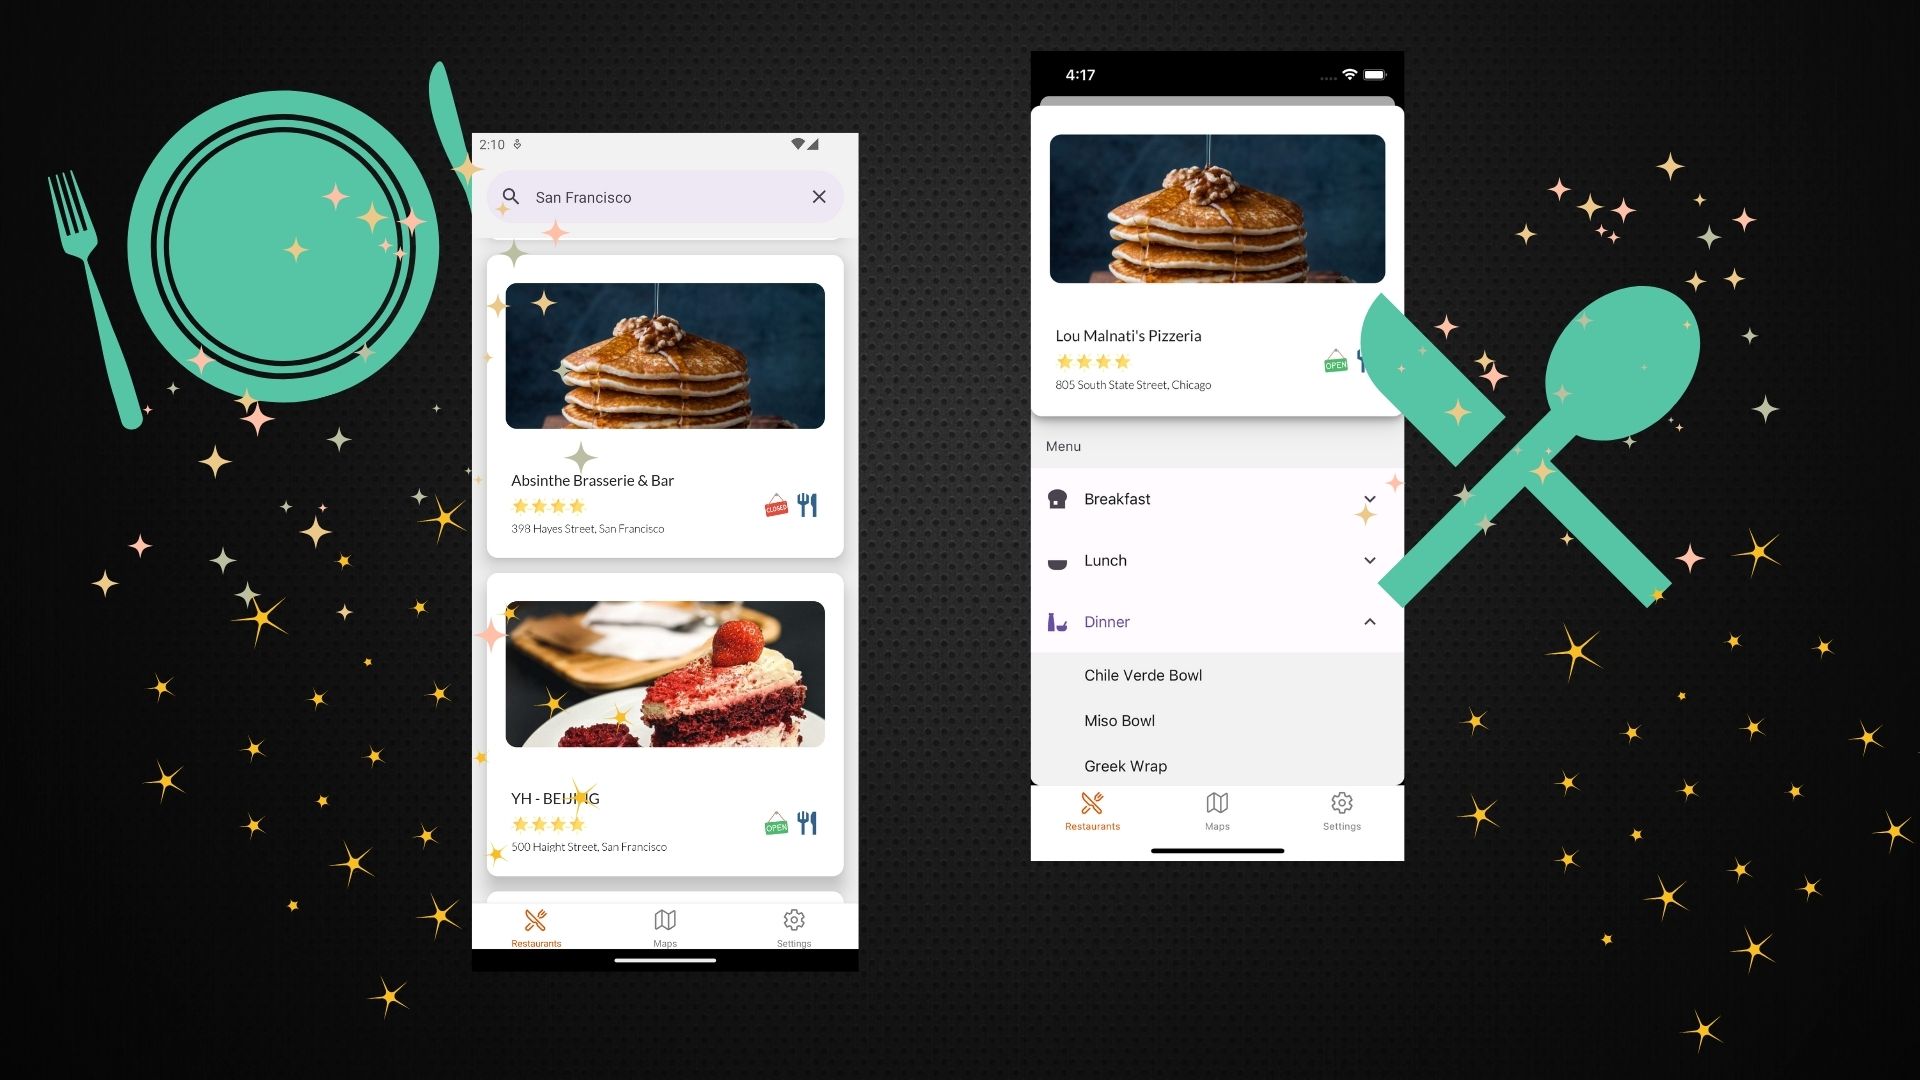 2:10
San Francisco
Absinthe Brasserie & Bar
CLOSED
398 Hayes Street, San Francisco
YH - BEIJING
OPEN
500 Haight Street, San Francisco
Restaurants
Maps
Settings
4:17
Lou Malnati's Pizzeria
OPEN
805 South State Street, Chicago
Menu
Breakfast
Lunch
Dinner
Chile Verde Bowl
Miso Bowl
Greek Wrap
Restaurants
Maps
Settings